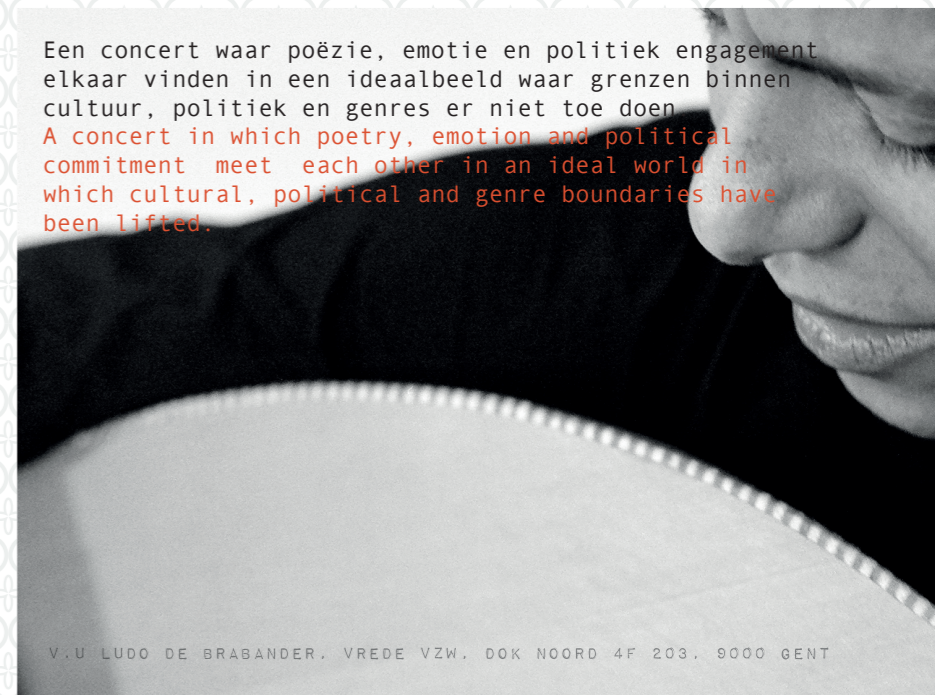 Een concert waar poëzie, emotie en politiek engagement
elkaar vinden in een ideaalbeeld waar grenzen binnen
cultuur, politiek en genres er niet toe doen
A concert in which poetry, emotion and political
commitment meet each other in an ideal world in
which cultural, political and genre boundaries have
been lifted.
V.U LUDO DE BRABANDER, VREDE VZW, DOK NOORD 4F 203, 9000 GENT